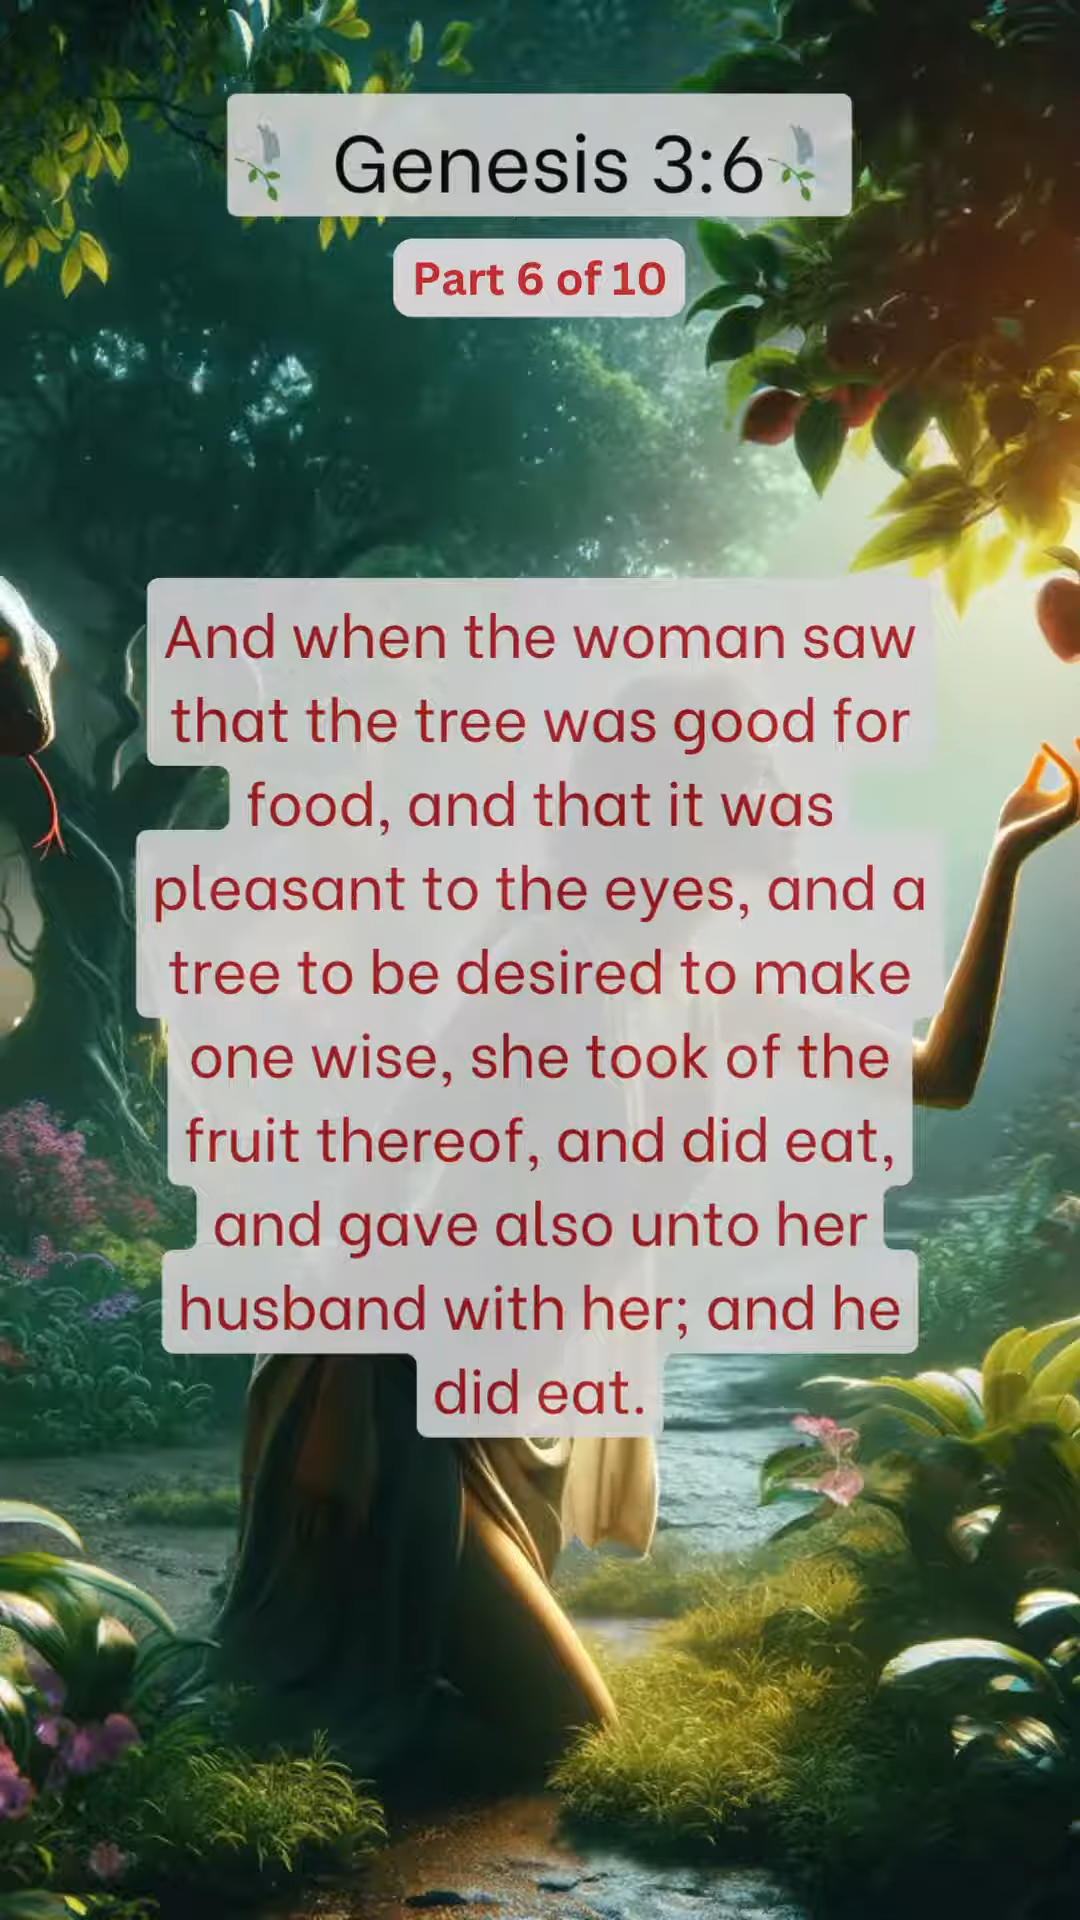 Genesis 3:6
Part 6 of 10
And when the woman saw
that the tree was good for
food, and that it was
pleasant to the eyes, and a
tree to be desired to make
one wise, she took of the
fruit thereof, and did eat,
and gave also unto her
husband with her; and he
did eat.